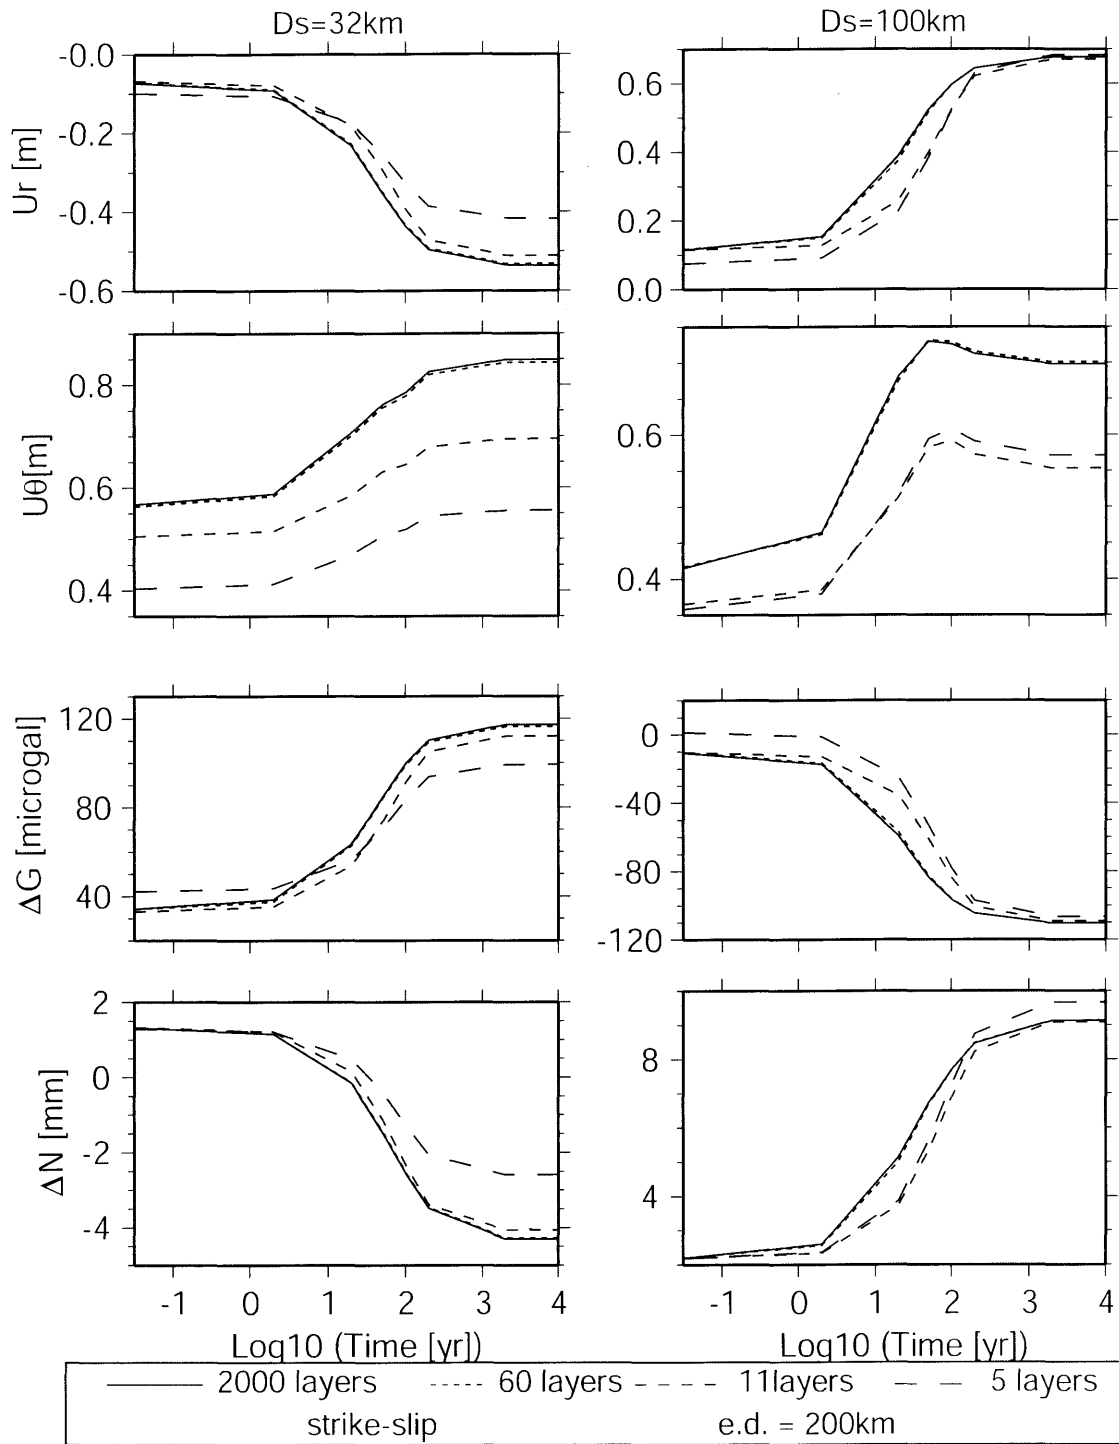 Ds=32km
Ds=100km
-0.0
-0.2
-0.4
-0.6
Ur [m]
0.6
0.4
0.2
0.0
0.8
0.6
0.4
Uθ[m]
0.6
0.4
120
80
40
ΔG [microgal]
0
-40
-80
-120
2
0
-2
-4
ΔN [mm]
8
4
-1 0 1 2 3 4
-1 0 1 2 3 4
Log10 (Time [yr])
Log10 (Time [yr])
2000 layers 60 layers 11layers 5 layers
strike-slip e.d. = 200km